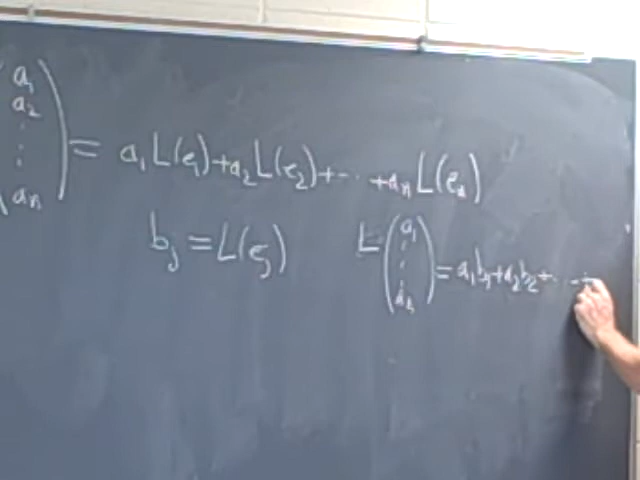 (a₁ a₂ ⋮ aₙ) = a₁L(e₁)+a₂L(e₂)+⋯+aₙL(eₙ)
bⱼ = L(eⱼ)
L(a₁ ⋮ aₙ) = a₁b₁+a₂b₂+⋯+